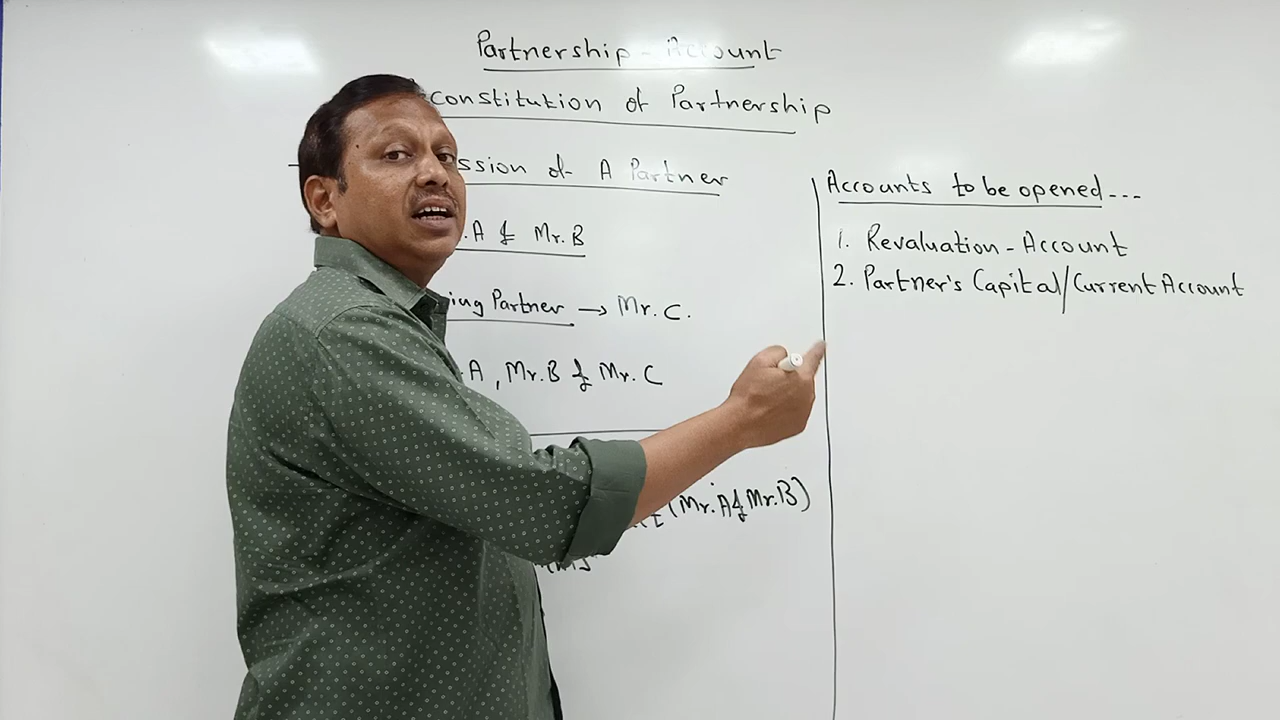 Partnership - Account
constitution of Partnership
ssion of A Partner
.A & Mr.B
ing Partner → Mr.C.
.A, Mr.B & Mr.C
(Mr.A & Mr.B)
Accounts to be opened...
1. Revaluation - Account
2. Partner's Capital/Current Account